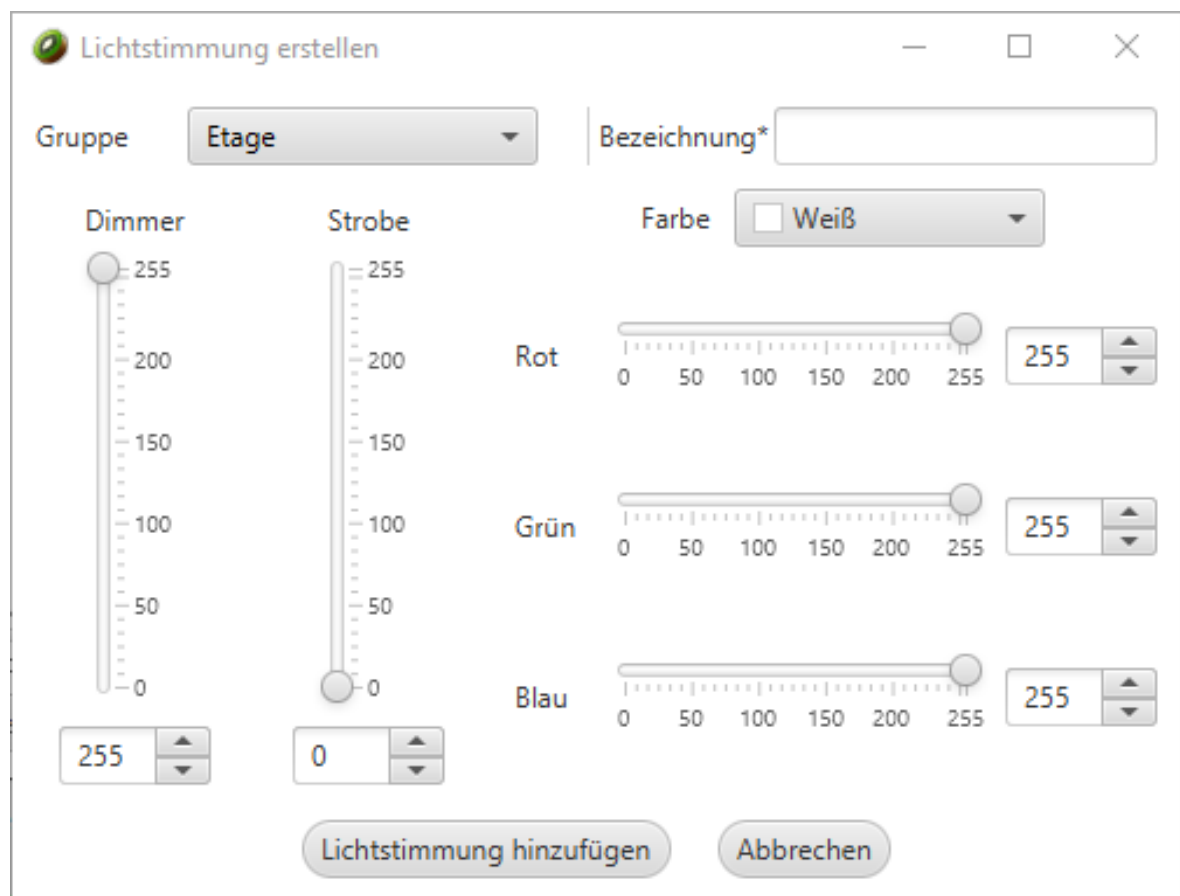 Lichtstimmung erstellen
Gruppe Etage Bezeichnung*
Dimmer Strobe Farbe Weiß
255 255
200 200
150 150
100 100
50 50
0 0
255 0
Rot 255
0 50 100 150 200 255
Grün 255
0 50 100 150 200 255
Blau 255
0 50 100 150 200 255
Lichtstimmung hinzufügen Abbrechen